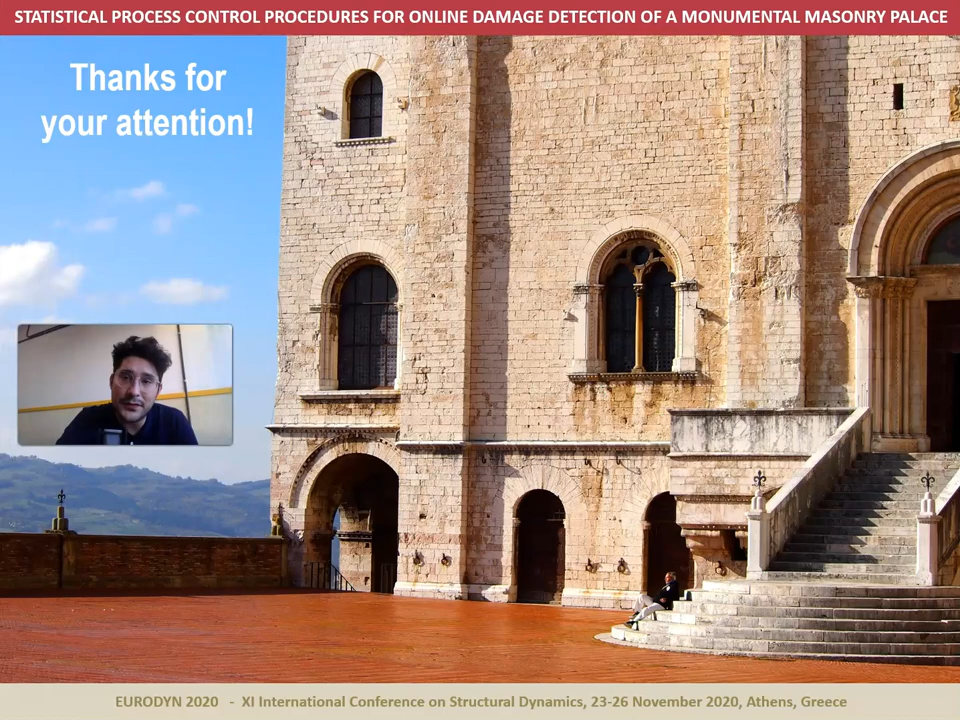 STATISTICAL PROCESS CONTROL PROCEDURES FOR ONLINE DAMAGE DETECTION OF A MONUMENTAL MASONRY PALACE
Thanks for
your attention!
EURODYN 2020 - XI International Conference on Structural Dynamics, 23-26 November 2020, Athens, Greece